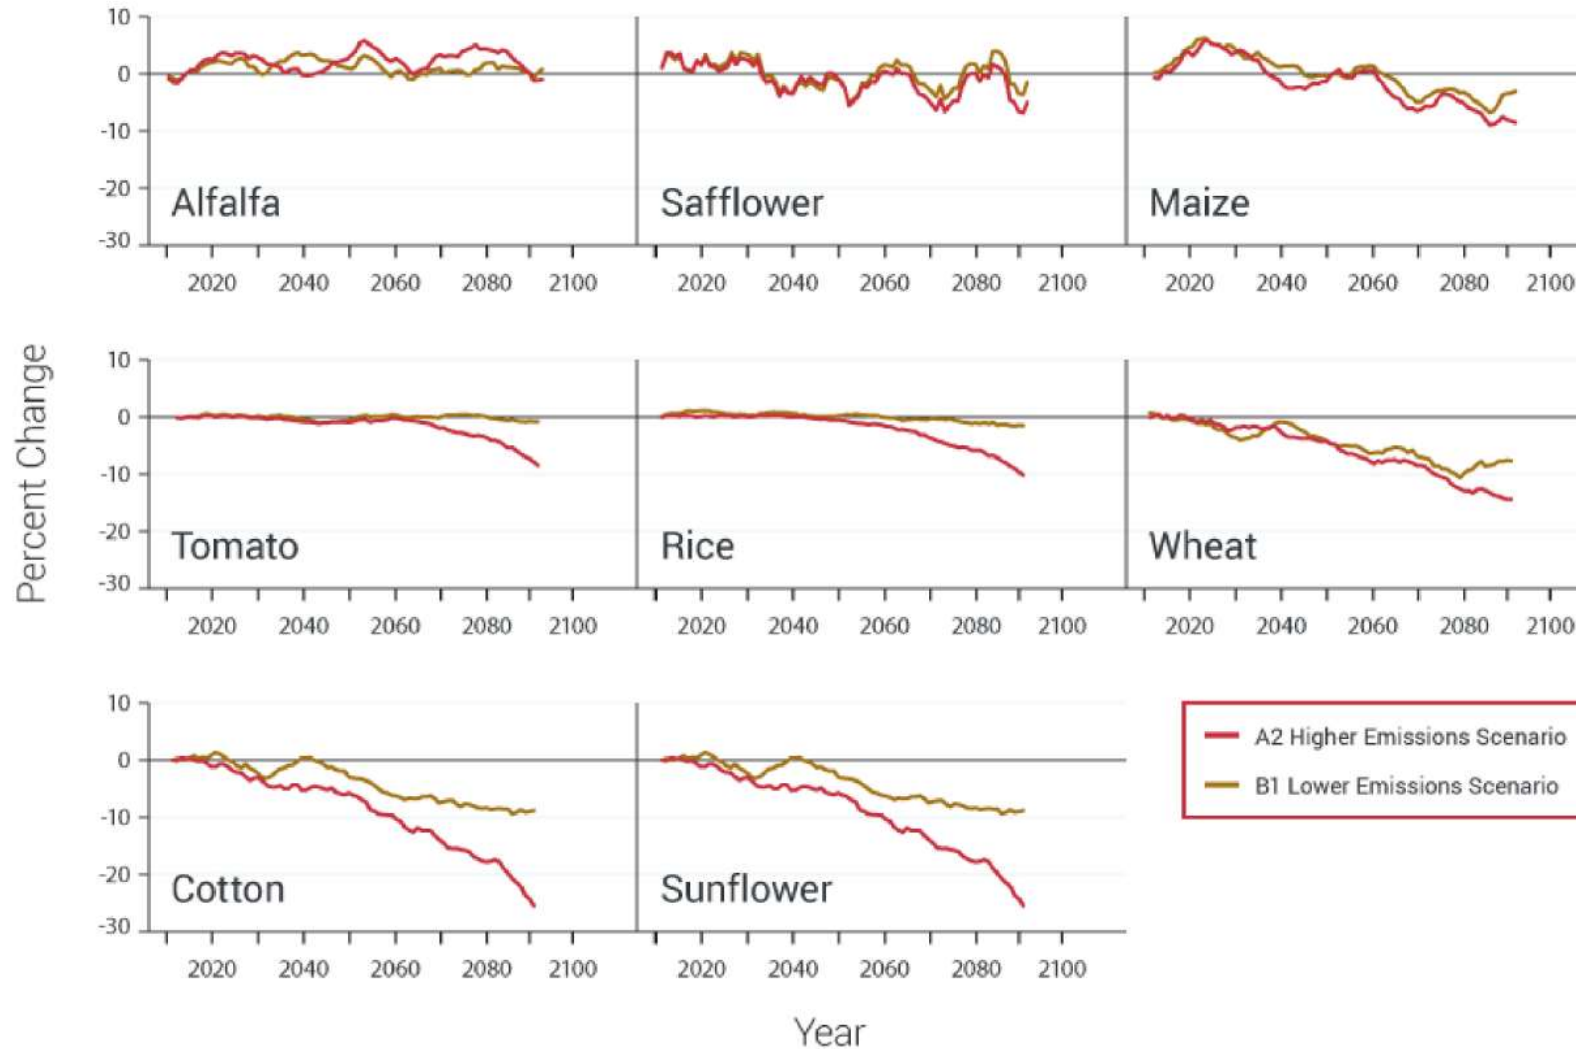 10
0
-10
-20
-30
Alfalfa
Safflower
Maize
2020 2040 2060 2080 2100
2020 2040 2060 2080 2100
2020 2040 2060 2080 2100
Percent Change
10
0
-10
-20
-30
Tomato
Rice
Wheat
2020 2040 2060 2080 2100
2020 2040 2060 2080 2100
2020 2040 2060 2080 2100
10
0
-10
-20
-30
Cotton
Sunflower
A2 Higher Emissions Scenario
B1 Lower Emissions Scenario
2020 2040 2060 2080 2100
2020 2040 2060 2080 2100
Year